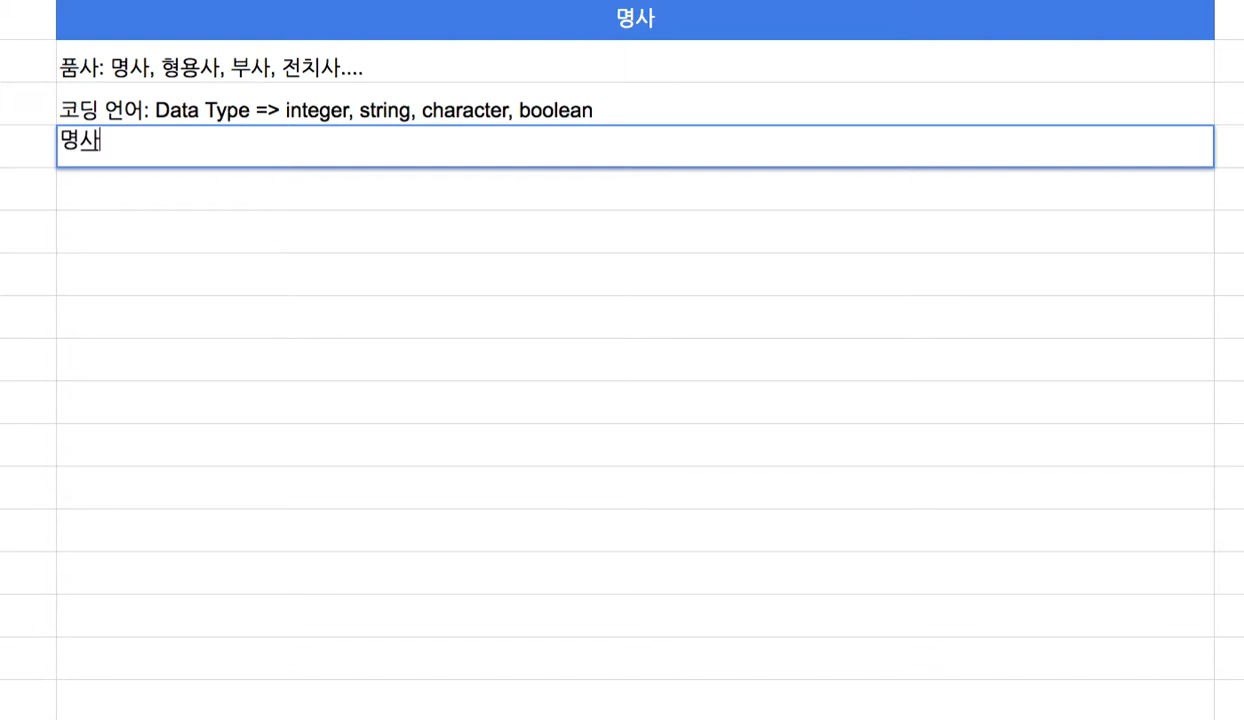 명사
품사: 명사, 형용사, 부사, 전치사....
코딩 언어: Data Type => integer, string, character, boolean
명사